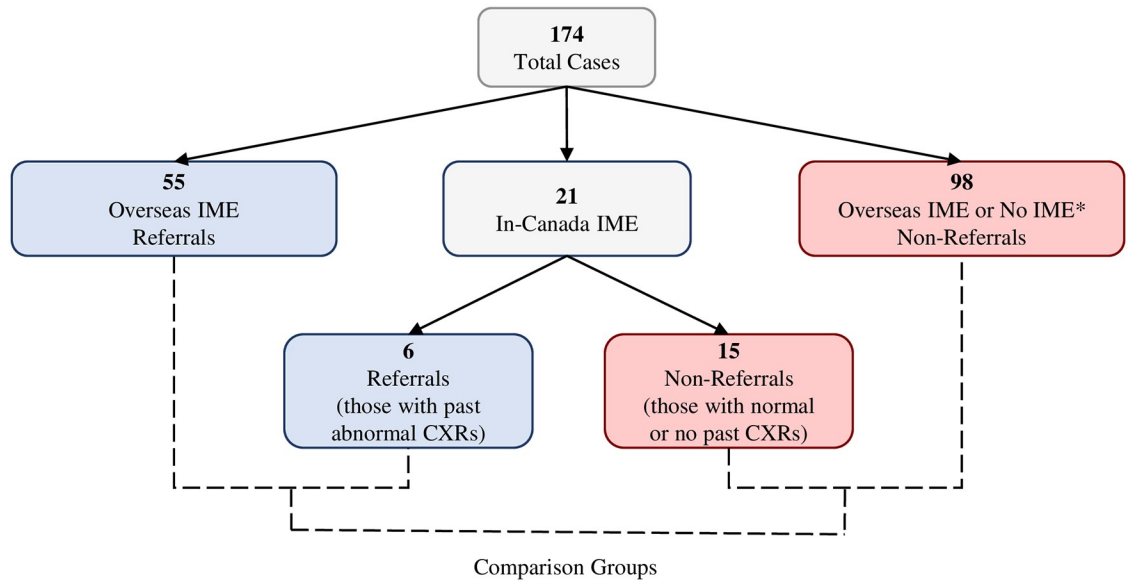 174
Total Cases
55
Overseas IME
Referrals
21
In-Canada IME
98
Overseas IME or No IME*
Non-Referrals
6
Referrals
(those with past
abnormal CXRs)
15
Non-Referrals
(those with normal
or no past CXRs)
Comparison Groups